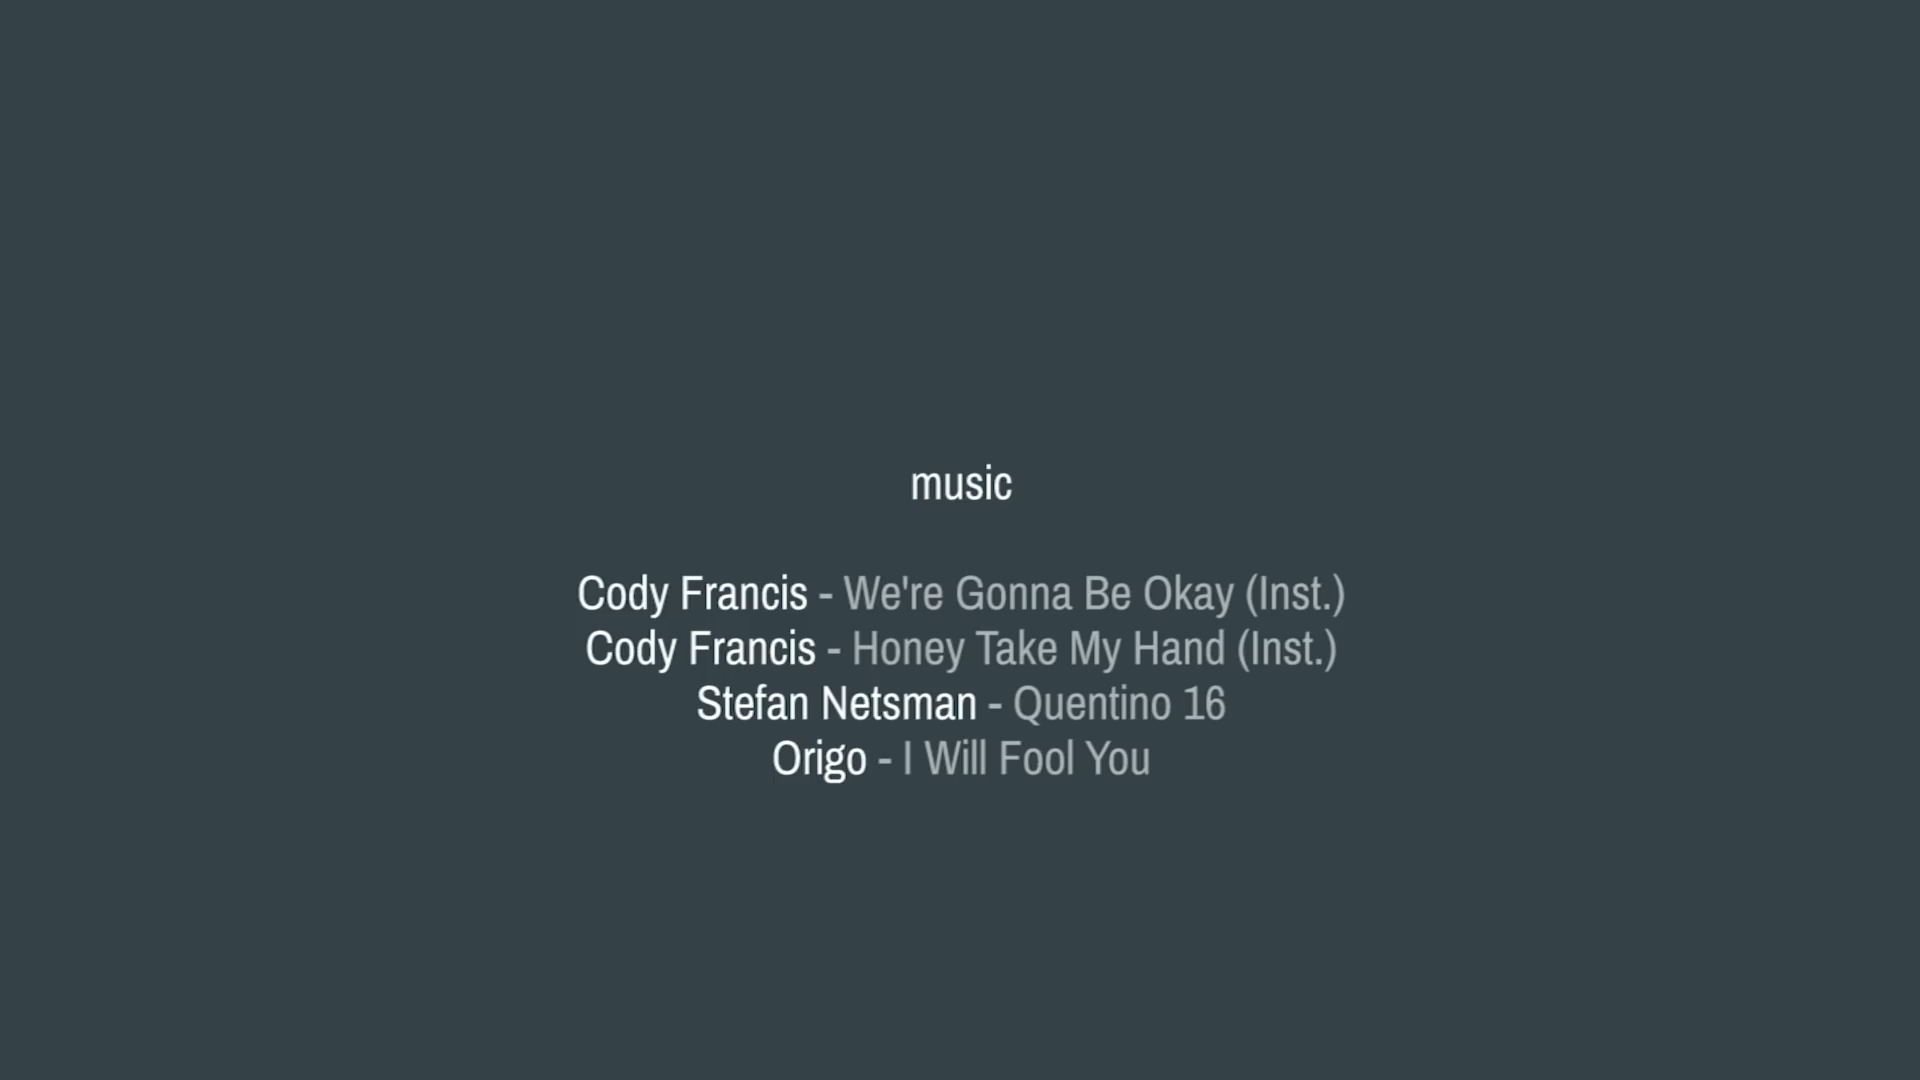 music
Cody Francis - We're Gonna Be Okay (Inst.)
Cody Francis - Honey Take My Hand (Inst.)
Stefan Netsman - Quentino 16
Origo - I Will Fool You